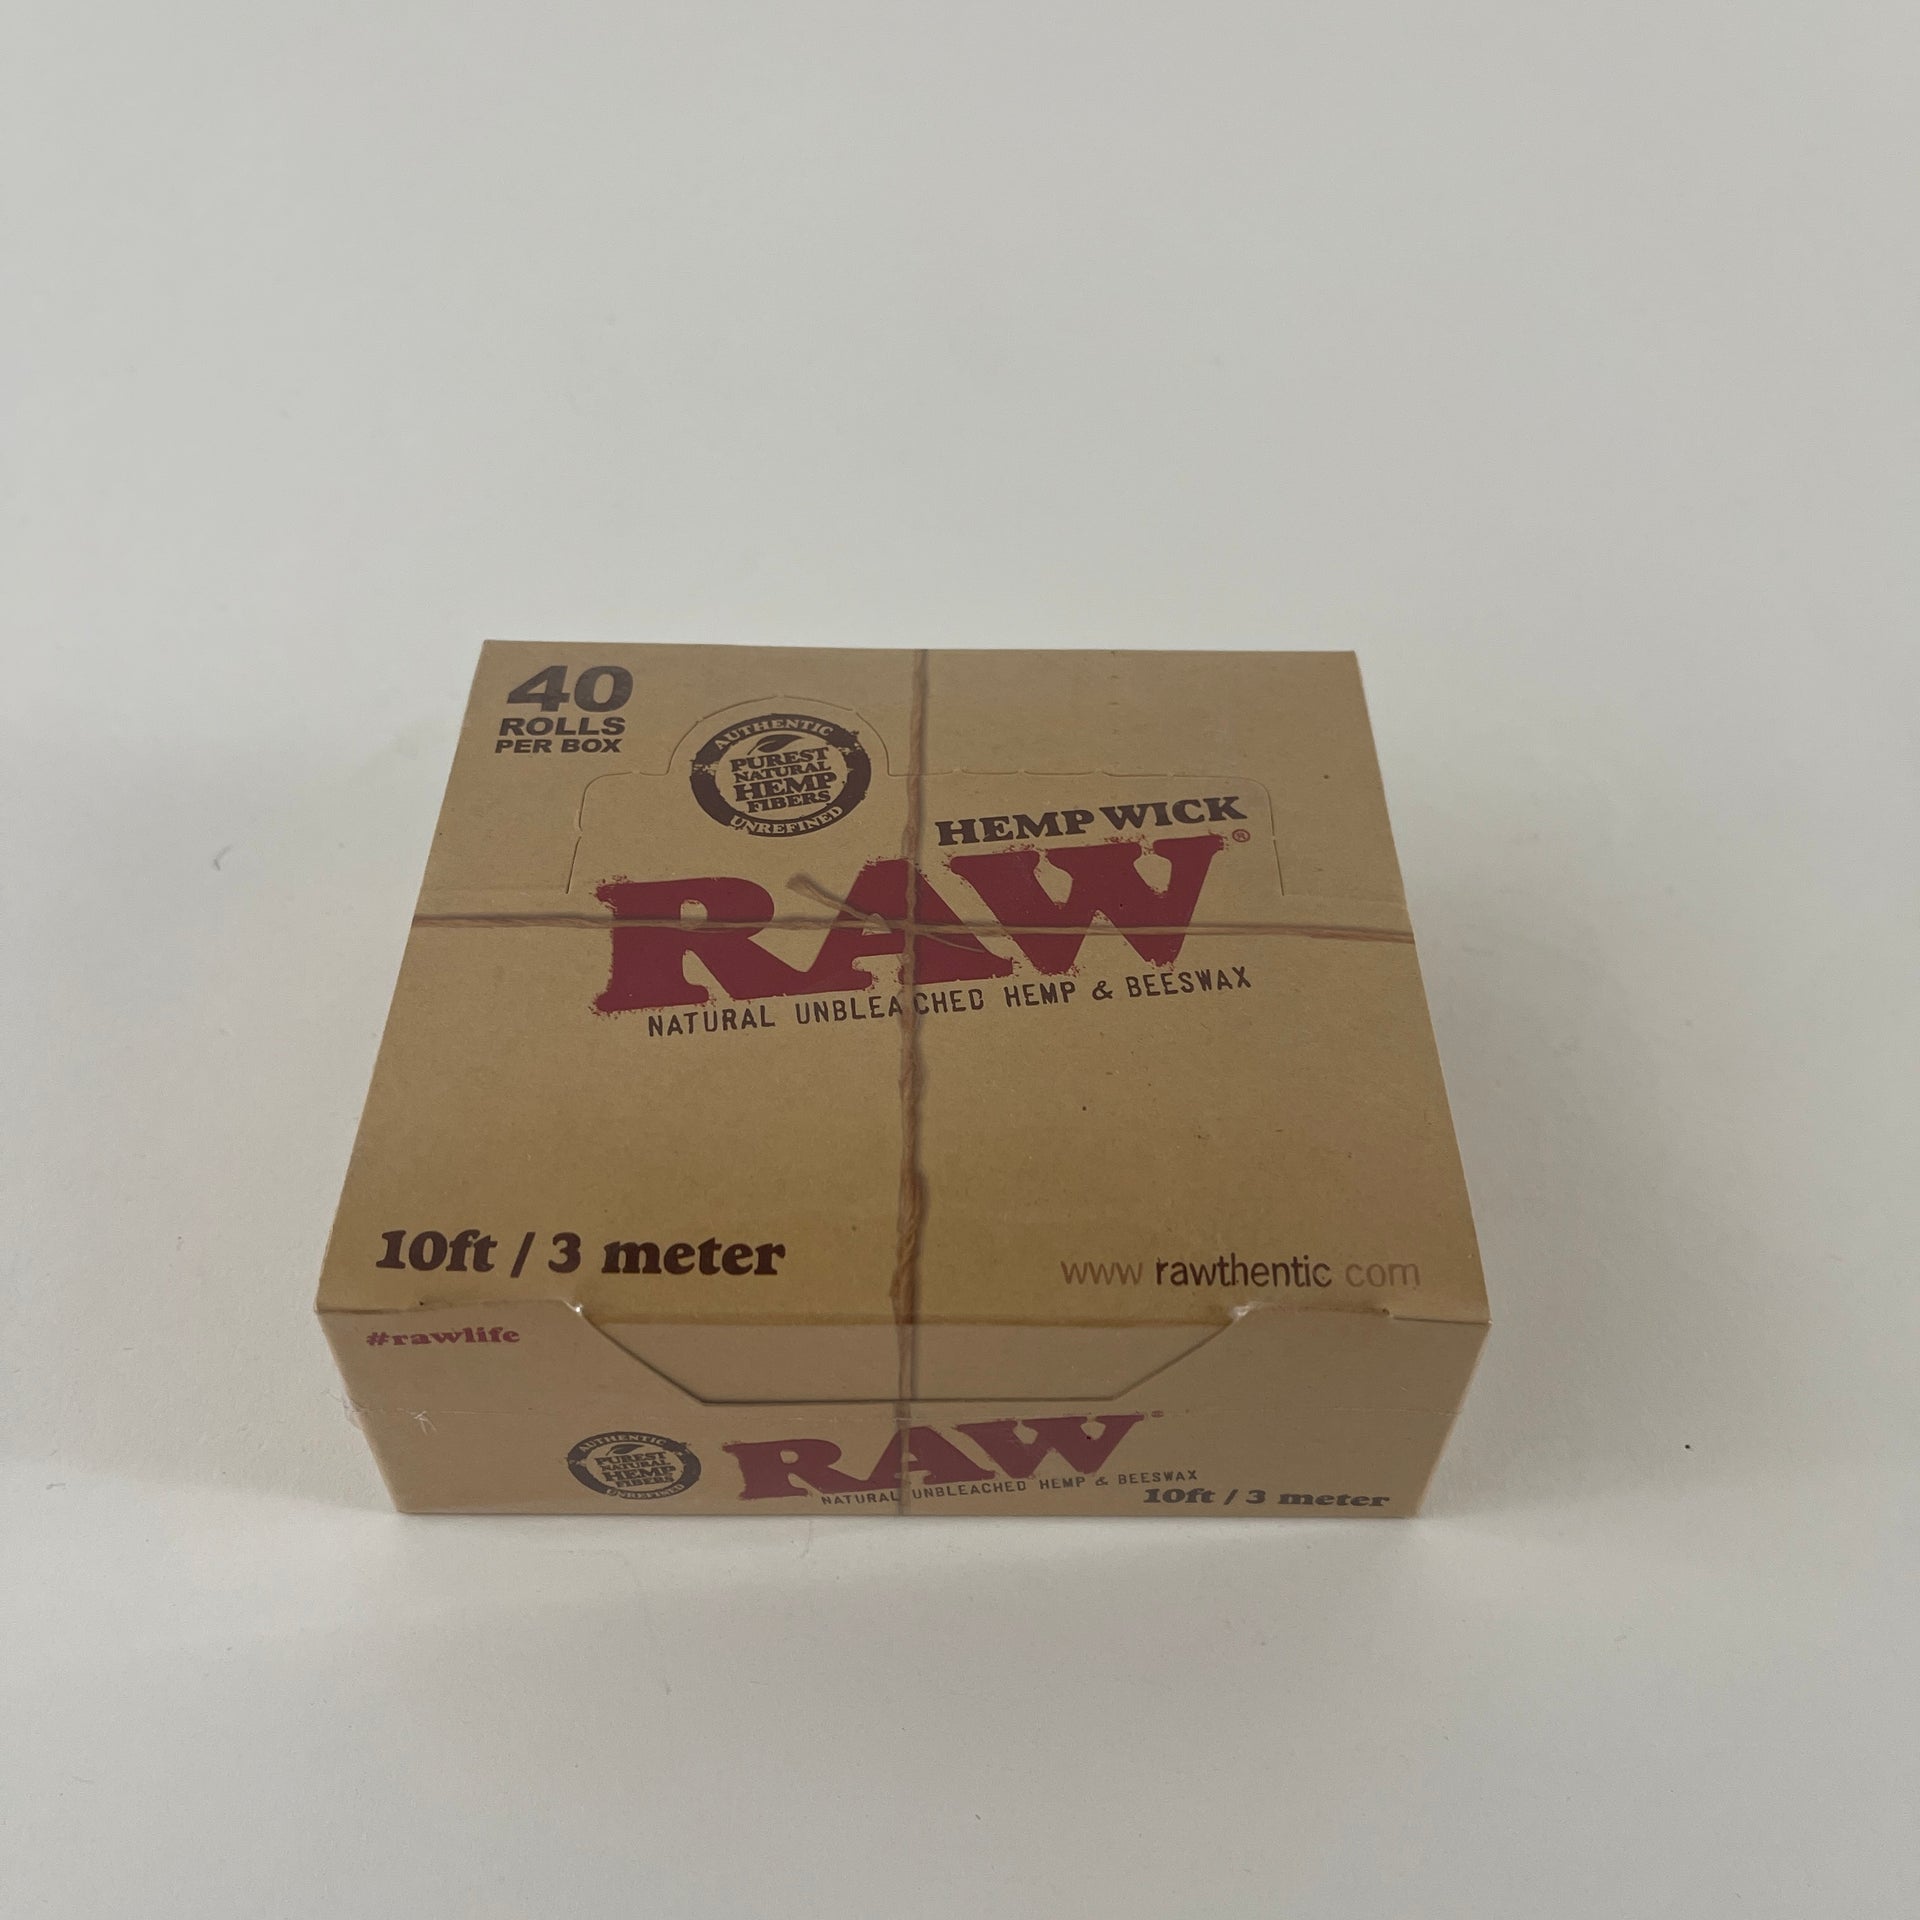 40
ROLLS
PER BOX
AUTHENTIC
PUREST
NATURAL
HEMP
FIBERS
UNREFINED
HEMP WICK
RAW®
NATURAL UNBLEACHED HEMP & BEESWAX
10ft / 3 meter
www rawthentic com
#rawlife
AUTHENTIC
PUREST
NATURAL
HEMP
FIBERS
UNREFINED
RAW®
NATURAL UNBLEACHED HEMP & BEESWAX
10ft / 3 meter